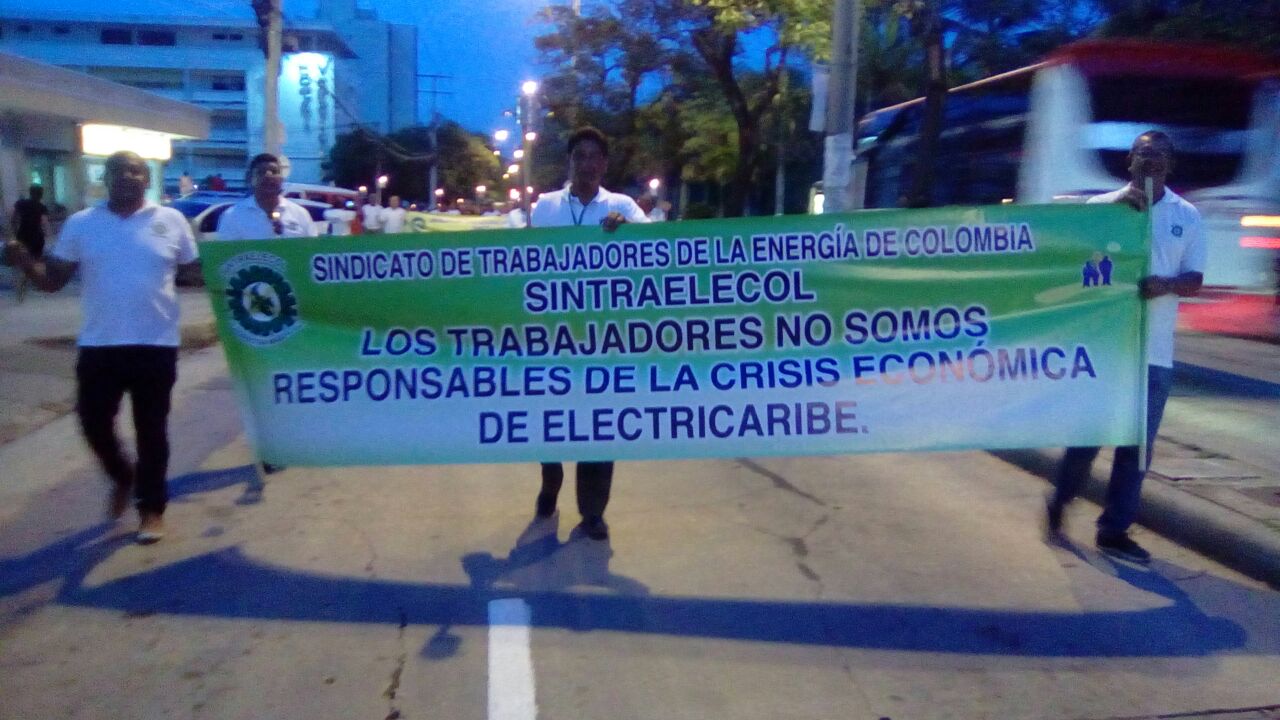 SINDICATO DE TRABAJADORES DE LA ENERGÍA DE COLOMBIA
SINTRAELECOL
LOS TRABAJADORES NO SOMOS
RESPONSABLES DE LA CRISIS ECONÓMICA
DE ELECTRICARIBE.